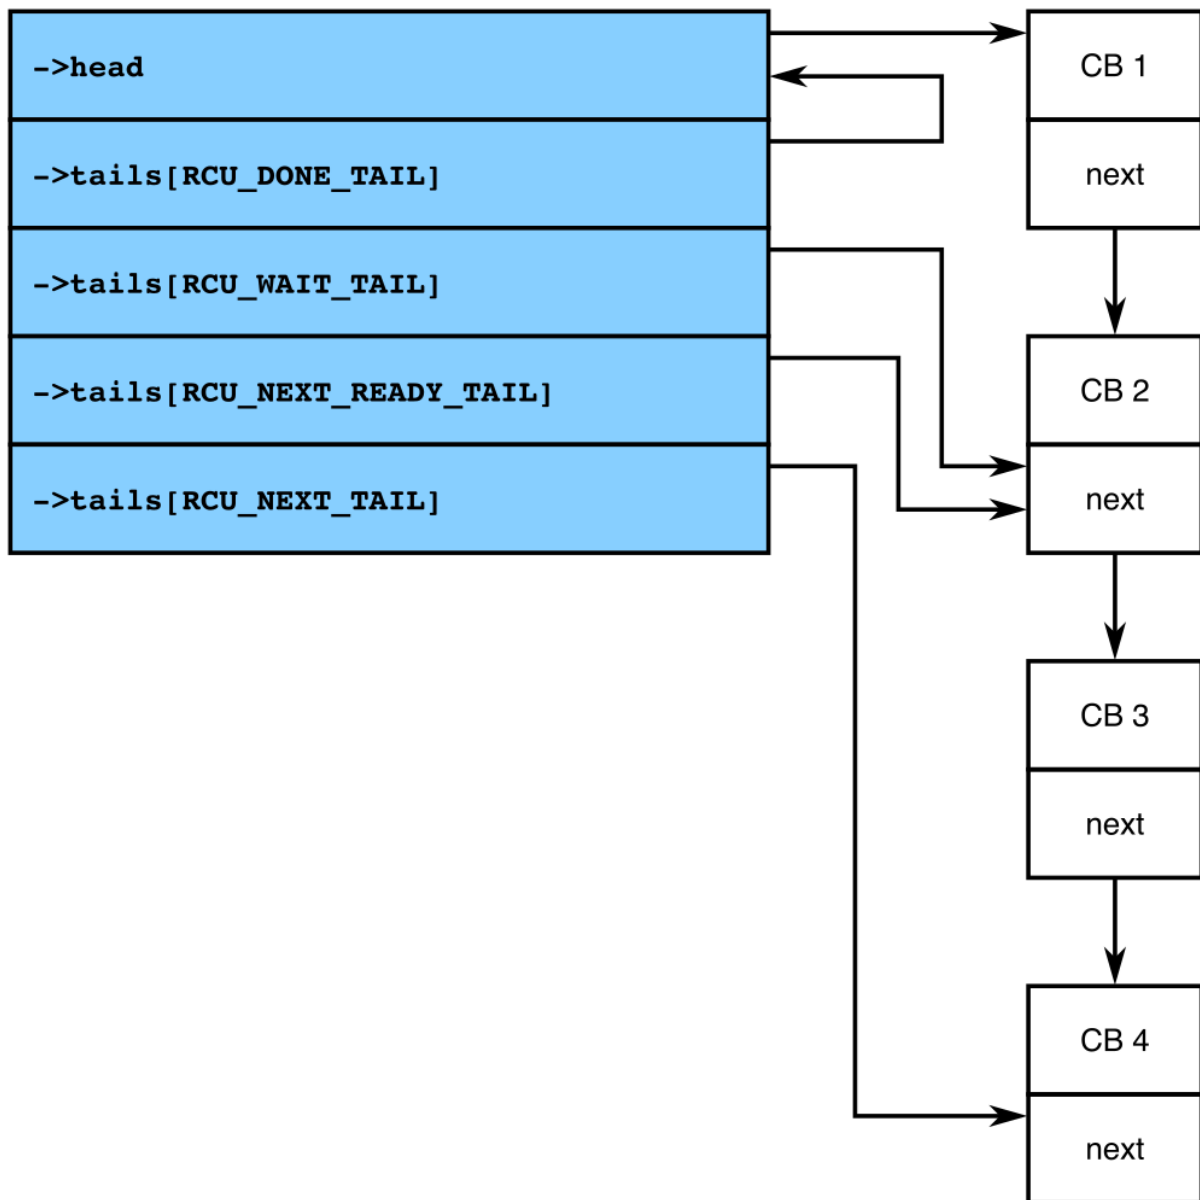 ->head
->tails[RCU_DONE_TAIL]
->tails[RCU_WAIT_TAIL]
->tails[RCU_NEXT_READY_TAIL]
->tails[RCU_NEXT_TAIL]
CB 1
next
CB 2
next
CB 3
next
CB 4
next